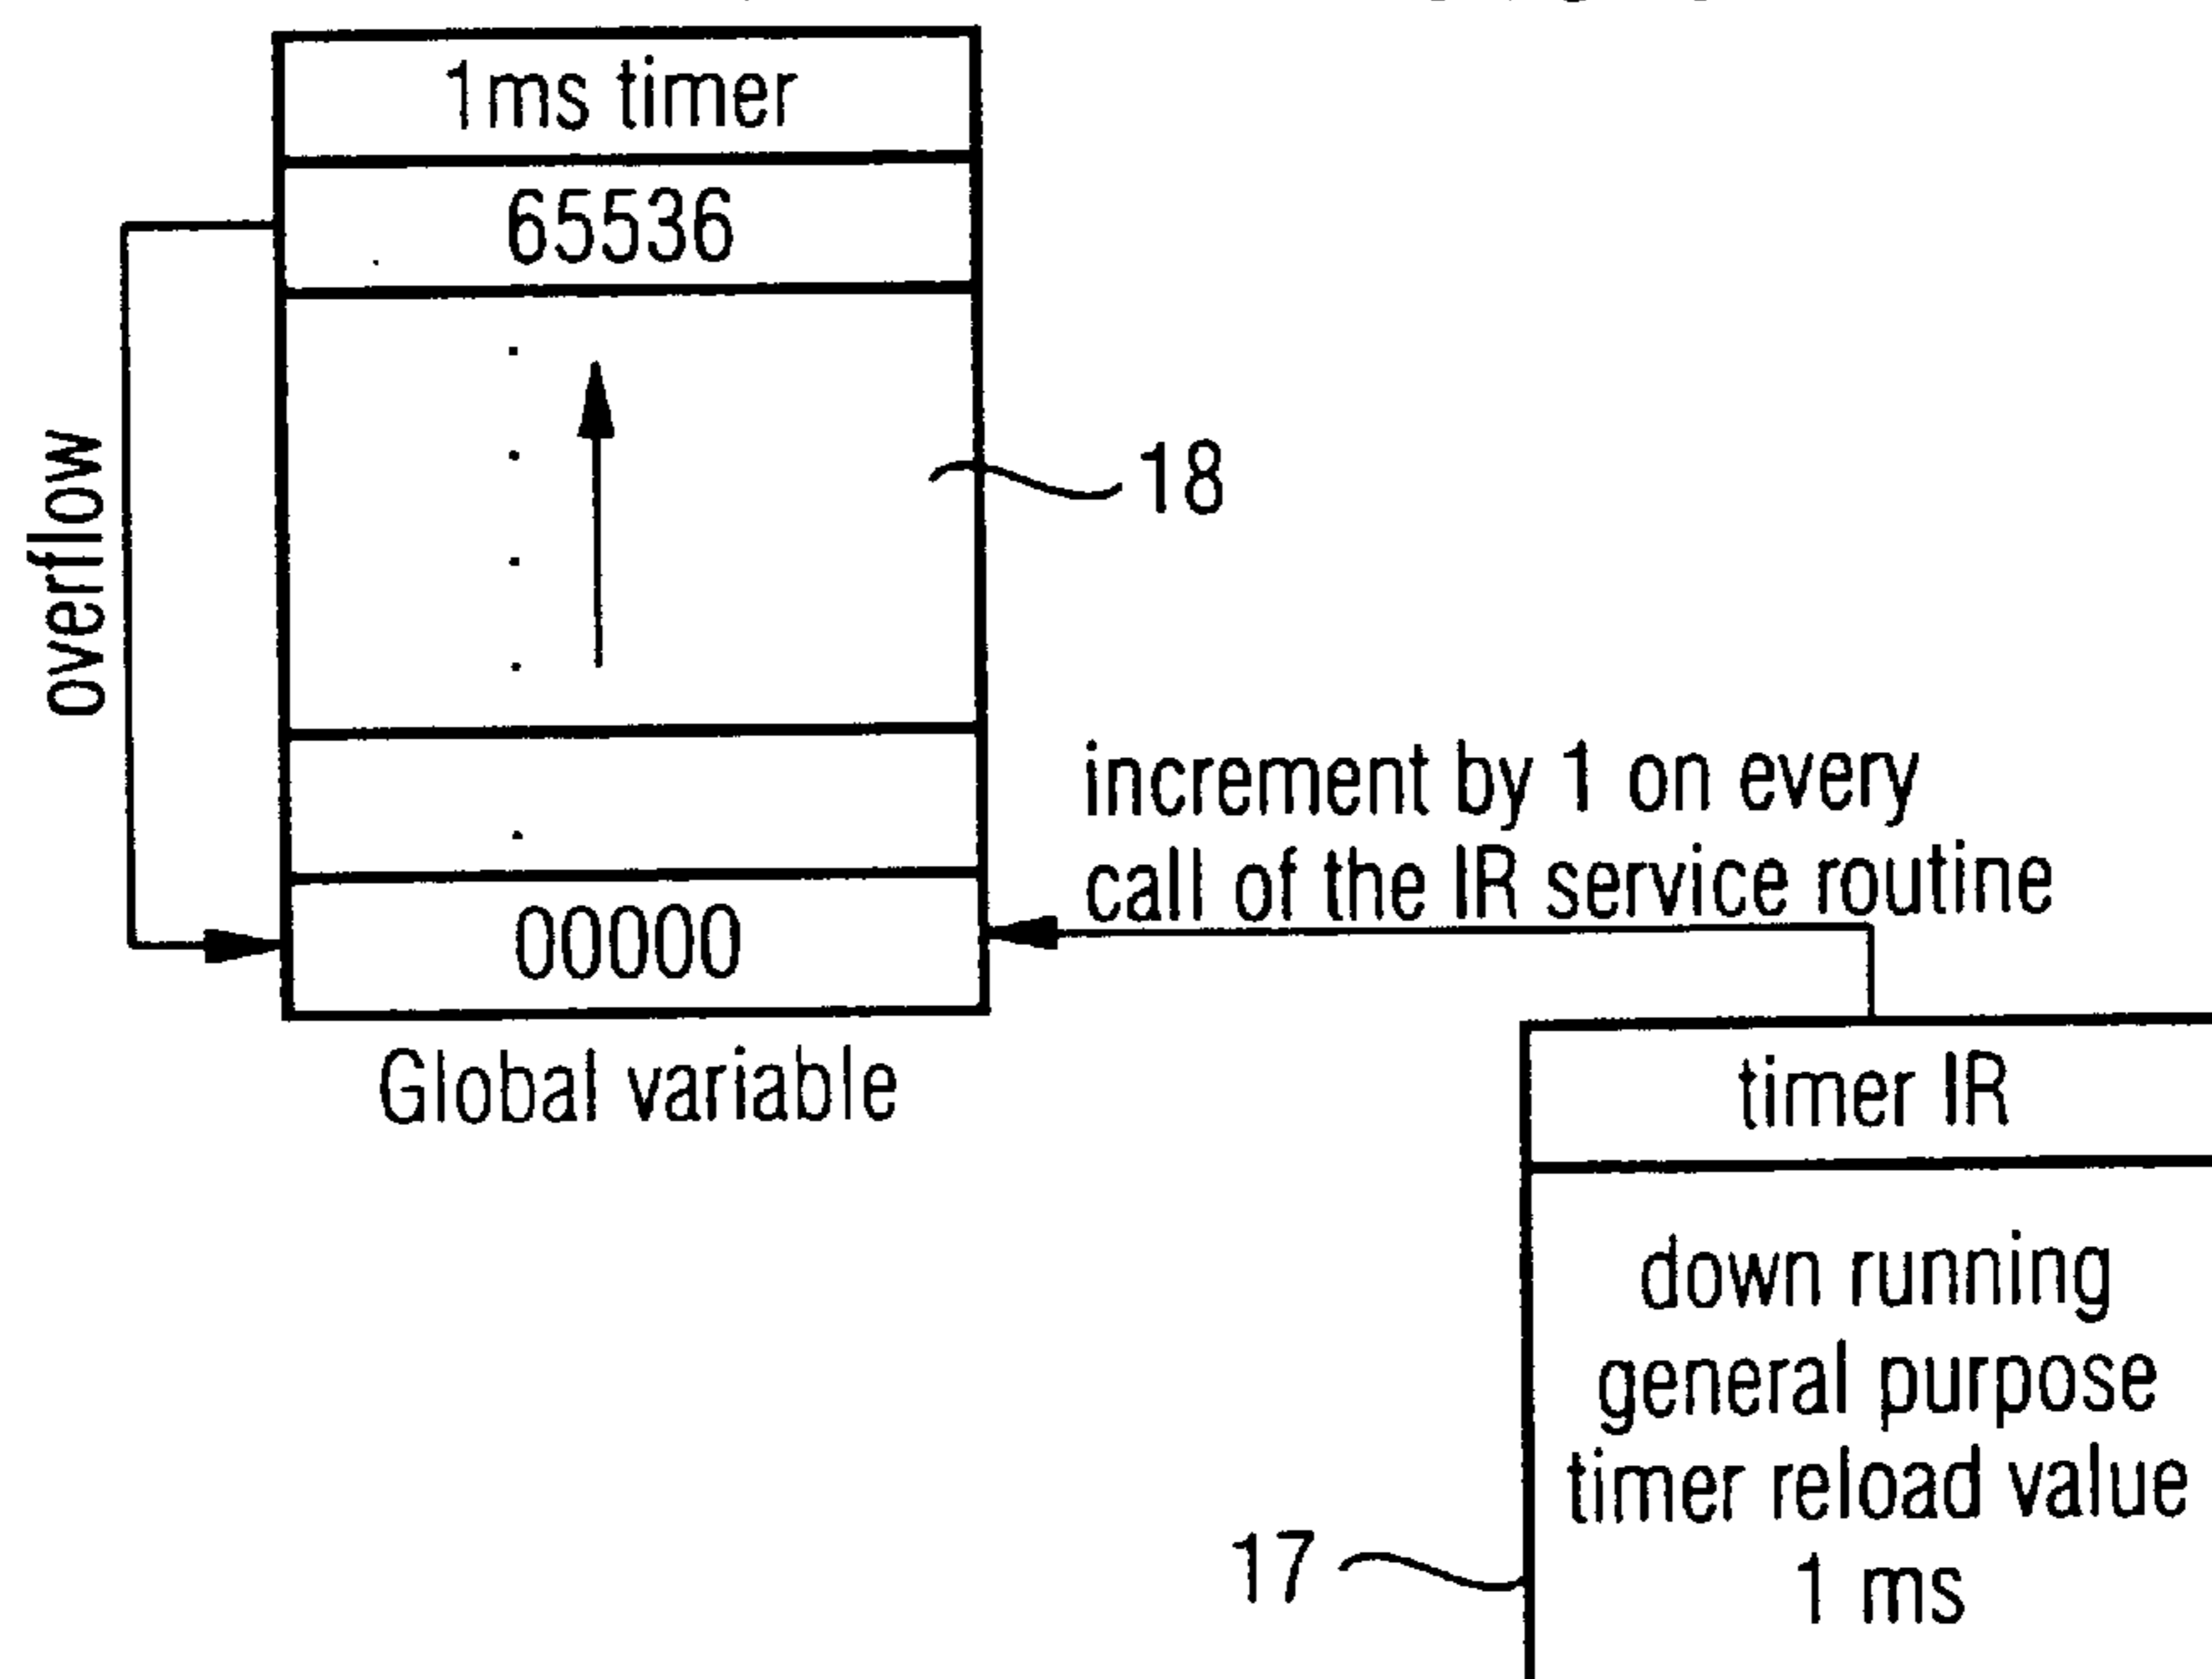 1ms timer
65536
overflow
18
increment by 1 on every
call of the IR service routine
00000
Global variable
timer IR
down running
general purpose
timer reload value
1 ms
17